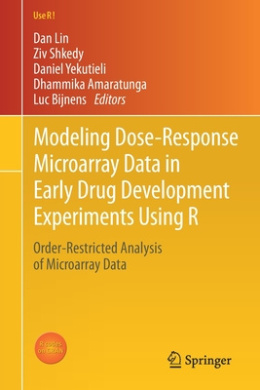 Use R!
Dan Lin
Ziv Shkedy
Daniel Yekutieli
Dhammika Amaratunga
Luc Bijnens Editors
Modeling Dose-Response
Microarray Data in
Early Drug Development
Experiments Using R
Order-Restricted Analysis
of Microarray Data
Springer